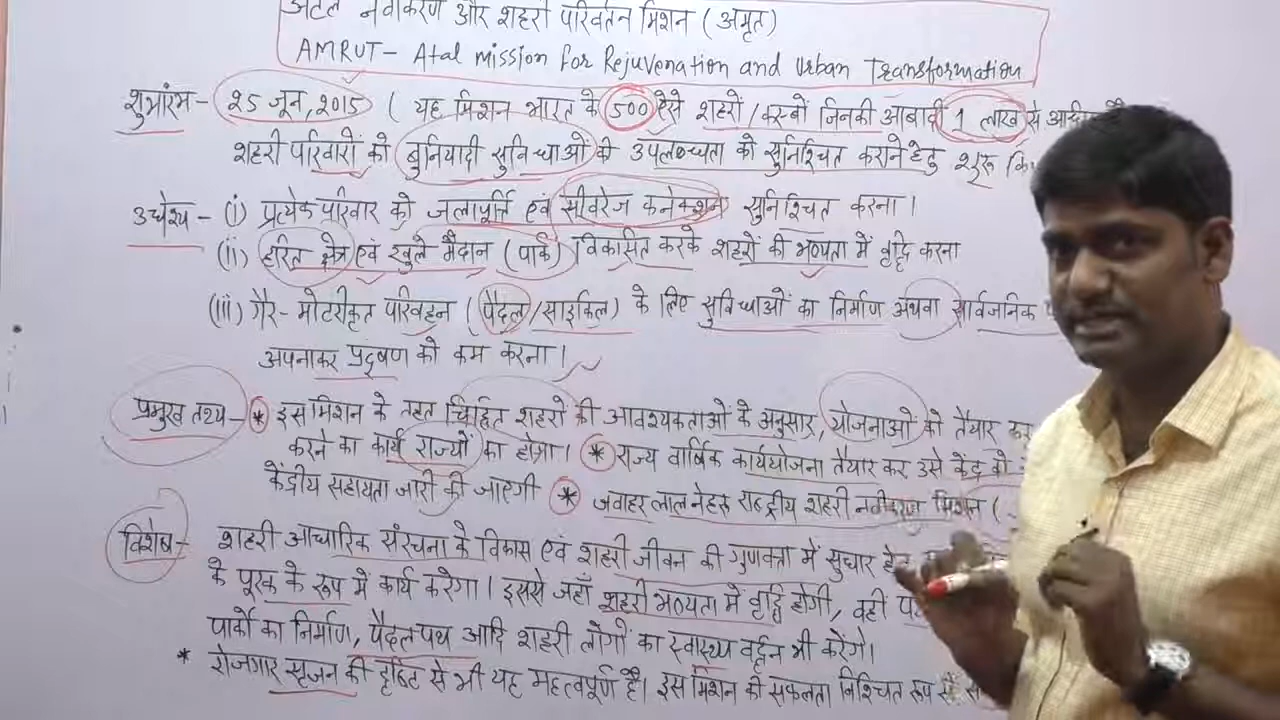 अटल नवीकरण और शहरी परिवर्तन मिशन (अमृत)
AMRUT- Atal mission for Rejuvenation and Urban Transformation
शुभारंभ - 25 जून, 2015 ( यह मिशन भारत के 500 ऐसे शहरों / कस्बों जिनकी आबादी 1 लाख से
शहरी परिवारों को बुनियादी सुविधाओं की उपलब्धता को सुनिश्चित कराने हेतु शुरू
उद्देश्य - (i) प्रत्येक परिवार को जलापूर्ति एवं सीवरेज कनेक्शन सुनिश्चित करना।
(ii) हरित क्षेत्र एवं खुले मैदान (पार्क) विकासित करके शहरों की भव्यता में वृद्धि करना
(iii) गैर- मोटरीकृत परिवहन ( पैदल / साइकिल) के लिए सुविधाओं का निर्माण अथवा सार्वजनिक
अपनाकर प्रदूषण को कम करना।
प्रमुख तथ्य - * इस मिशन के तहत चिह्नित शहरों की आवश्यकताओं के अनुसार, योजनाओं को तैयार कर
करने का कार्य राज्यों का होगा। * राज्य वार्षिक कार्ययोजना तैयार कर उसे केंद्र को
केंद्रीय सहायता जारी की जाएगी * जवाहर लाल नेहरू राष्ट्रीय शहरी नवीकरण मिशन (
विशेष - शहरी आधारिक संरचना के विकास एवं शहरी जीवन की गुणवत्ता में सुधार हेतु
के पूरक के रूप में कार्य करेगा। इससे जहाँ शहरी भव्यता में वृद्धि होगी, वहीं
पार्कों का निर्माण, पैदलपथ आदि शहरी लोगों का स्वास्थ्य वर्द्धन भी करेंगे।
* रोजगार सृजन की दृष्टि से भी यह महत्वपूर्ण है। इस मिशन की सफलता निश्चित रूप से